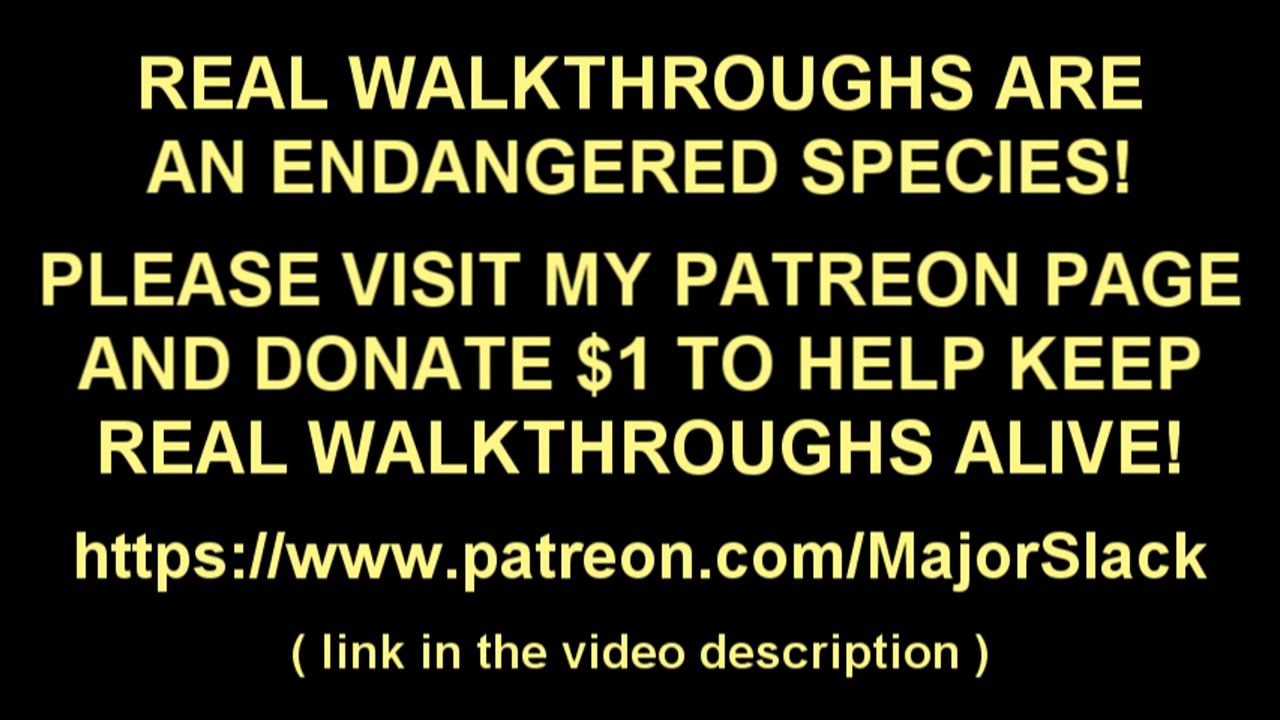 REAL WALKTHROUGHS ARE
AN ENDANGERED SPECIES!
PLEASE VISIT MY PATREON PAGE
AND DONATE $1 TO HELP KEEP
REAL WALKTHROUGHS ALIVE!
https://www.patreon.com/MajorSlack
( link in the video description )